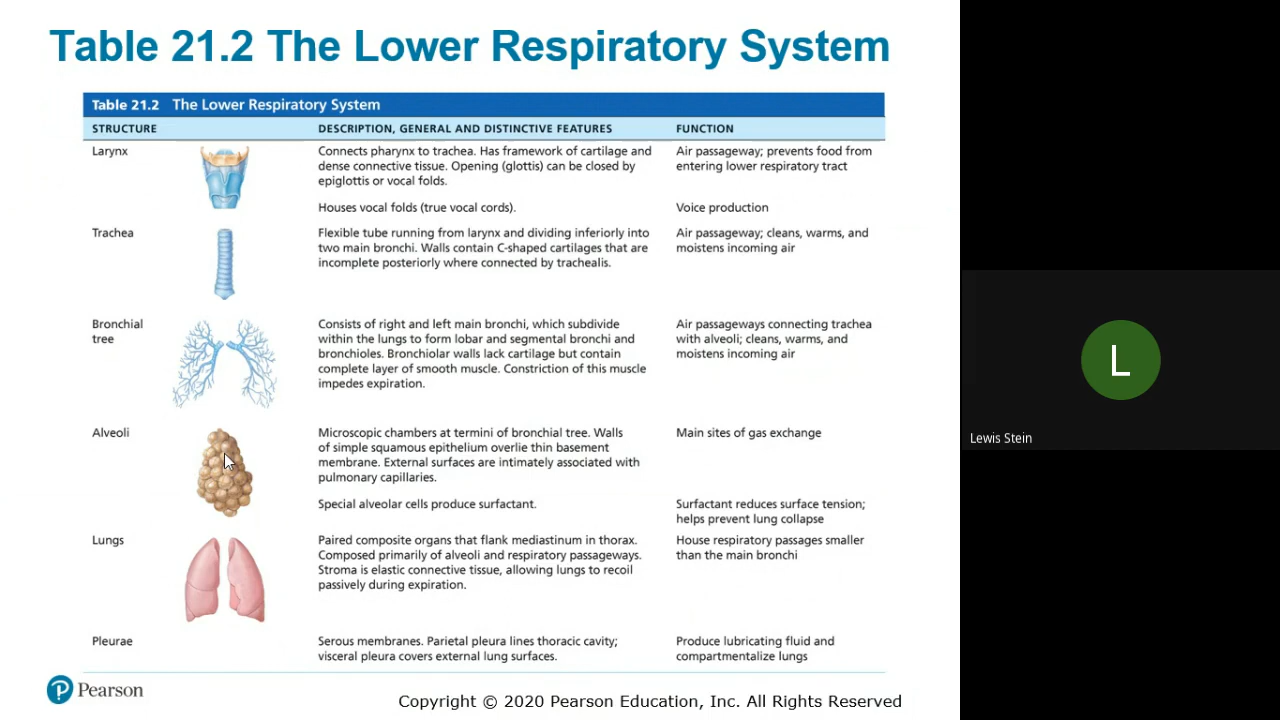 Table 21.2 The Lower Respiratory System
Table 21.2 The Lower Respiratory System
STRUCTURE DESCRIPTION, GENERAL AND DISTINCTIVE FEATURES FUNCTION
Larynx
Connects pharynx to trachea. Has framework of cartilage and
dense connective tissue. Opening (glottis) can be closed by
epiglottis or vocal folds.
Air passageway; prevents food from
entering lower respiratory tract
Houses vocal folds (true vocal cords).
Voice production
Trachea
Flexible tube running from larynx and dividing inferiorly into
two main bronchi. Walls contain C-shaped cartilages that are
incomplete posteriorly where connected by trachealis.
Air passageway; cleans, warms, and
moistens incoming air
Bronchial
tree
Consists of right and left main bronchi, which subdivide
within the lungs to form lobar and segmental bronchi and
bronchioles. Bronchiolar walls lack cartilage but contain
complete layer of smooth muscle. Constriction of this muscle
impedes expiration.
Air passageways connecting trachea
with alveoli; cleans, warms, and
moistens incoming air
Alveoli
Microscopic chambers at termini of bronchial tree. Walls
of simple squamous epithelium overlie thin basement
membrane. External surfaces are intimately associated with
pulmonary capillaries.
Main sites of gas exchange
Special alveolar cells produce surfactant.
Surfactant reduces surface tension;
helps prevent lung collapse
Lungs
Paired composite organs that flank mediastinum in thorax.
Composed primarily of alveoli and respiratory passageways.
Stroma is elastic connective tissue, allowing lungs to recoil
passively during expiration.
House respiratory passages smaller
than the main bronchi
Pleurae
Serous membranes. Parietal pleura lines thoracic cavity;
visceral pleura covers external lung surfaces.
Produce lubricating fluid and
compartmentalize lungs
P Pearson
Copyright © 2020 Pearson Education, Inc. All Rights Reserved
L
Lewis Stein